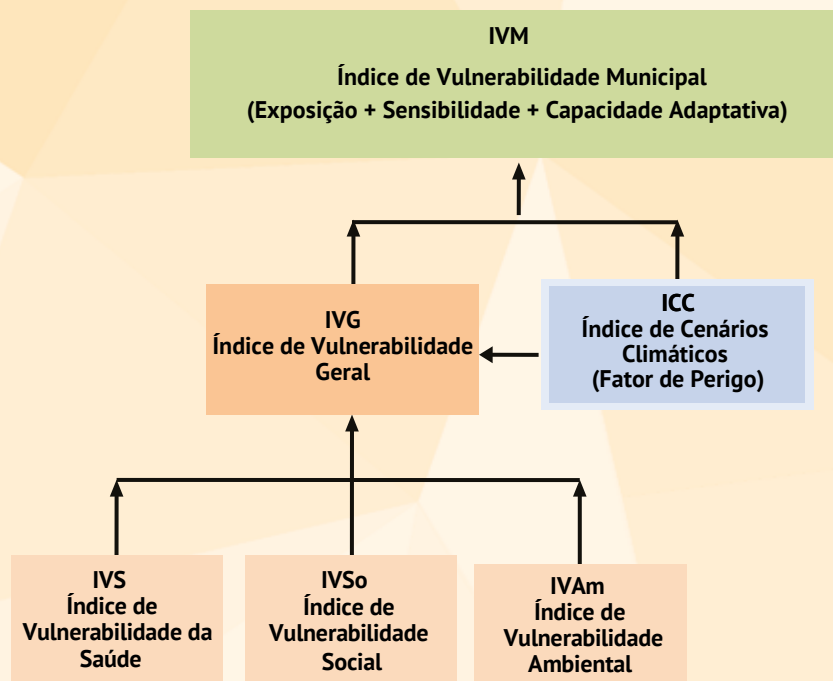 IVM
Índice de Vulnerabilidade Municipal
(Exposição + Sensibilidade + Capacidade Adaptativa)
IVG
Índice de Vulnerabilidade
Geral
ICC
Índice de Cenários
Climáticos
(Fator de Perigo)
IVS
Índice de
Vulnerabilidade da
Saúde
IVSo
Índice de
Vulnerabilidade
Social
IVAm
Índice de
Vulnerabilidade
Ambiental